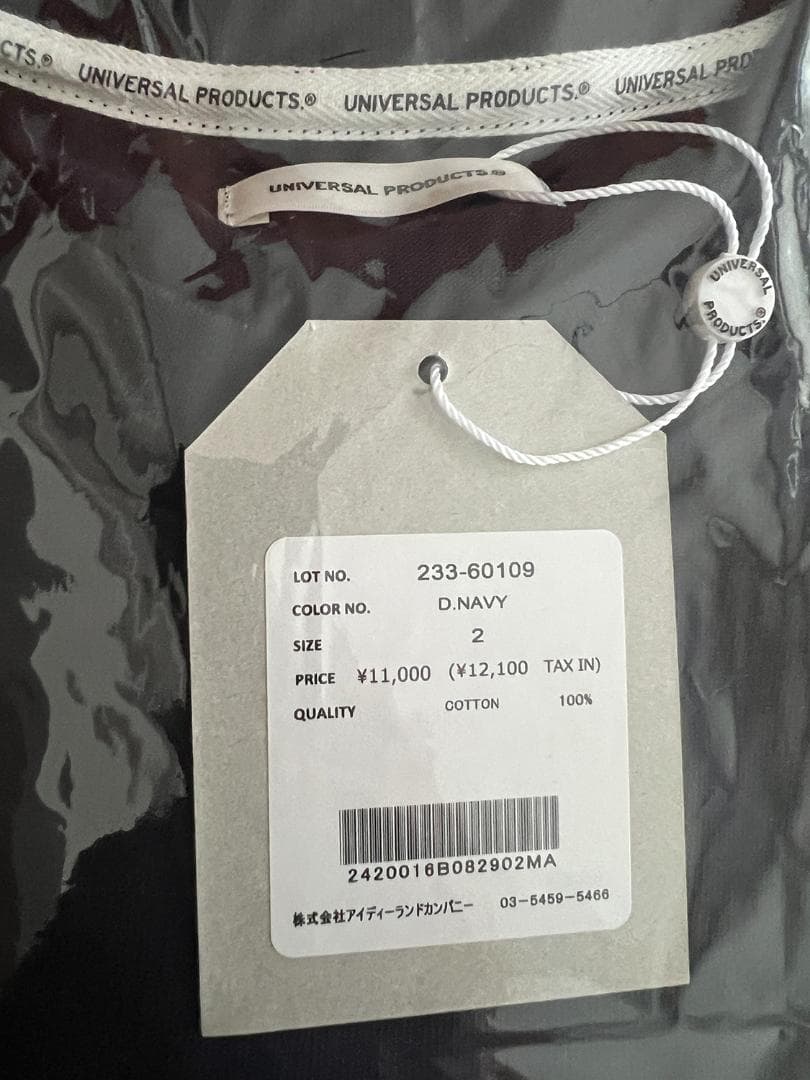 CTS.® UNIVERSAL PRODUCTS.® UNIVERSAL PRODUCTS.® UNIVERSAL PROD
UNIVERSAL PRODUCTS.®
UNIVERSAL
PRODUCTS.®
LOT NO. 233-60109
COLOR NO. D.NAVY
SIZE 2
PRICE ¥11,000 (¥12,100 TAX IN)
QUALITY COTTON 100%
2420016B082902MA
株式会社アイディーランドカンパニー 03-5459-5466